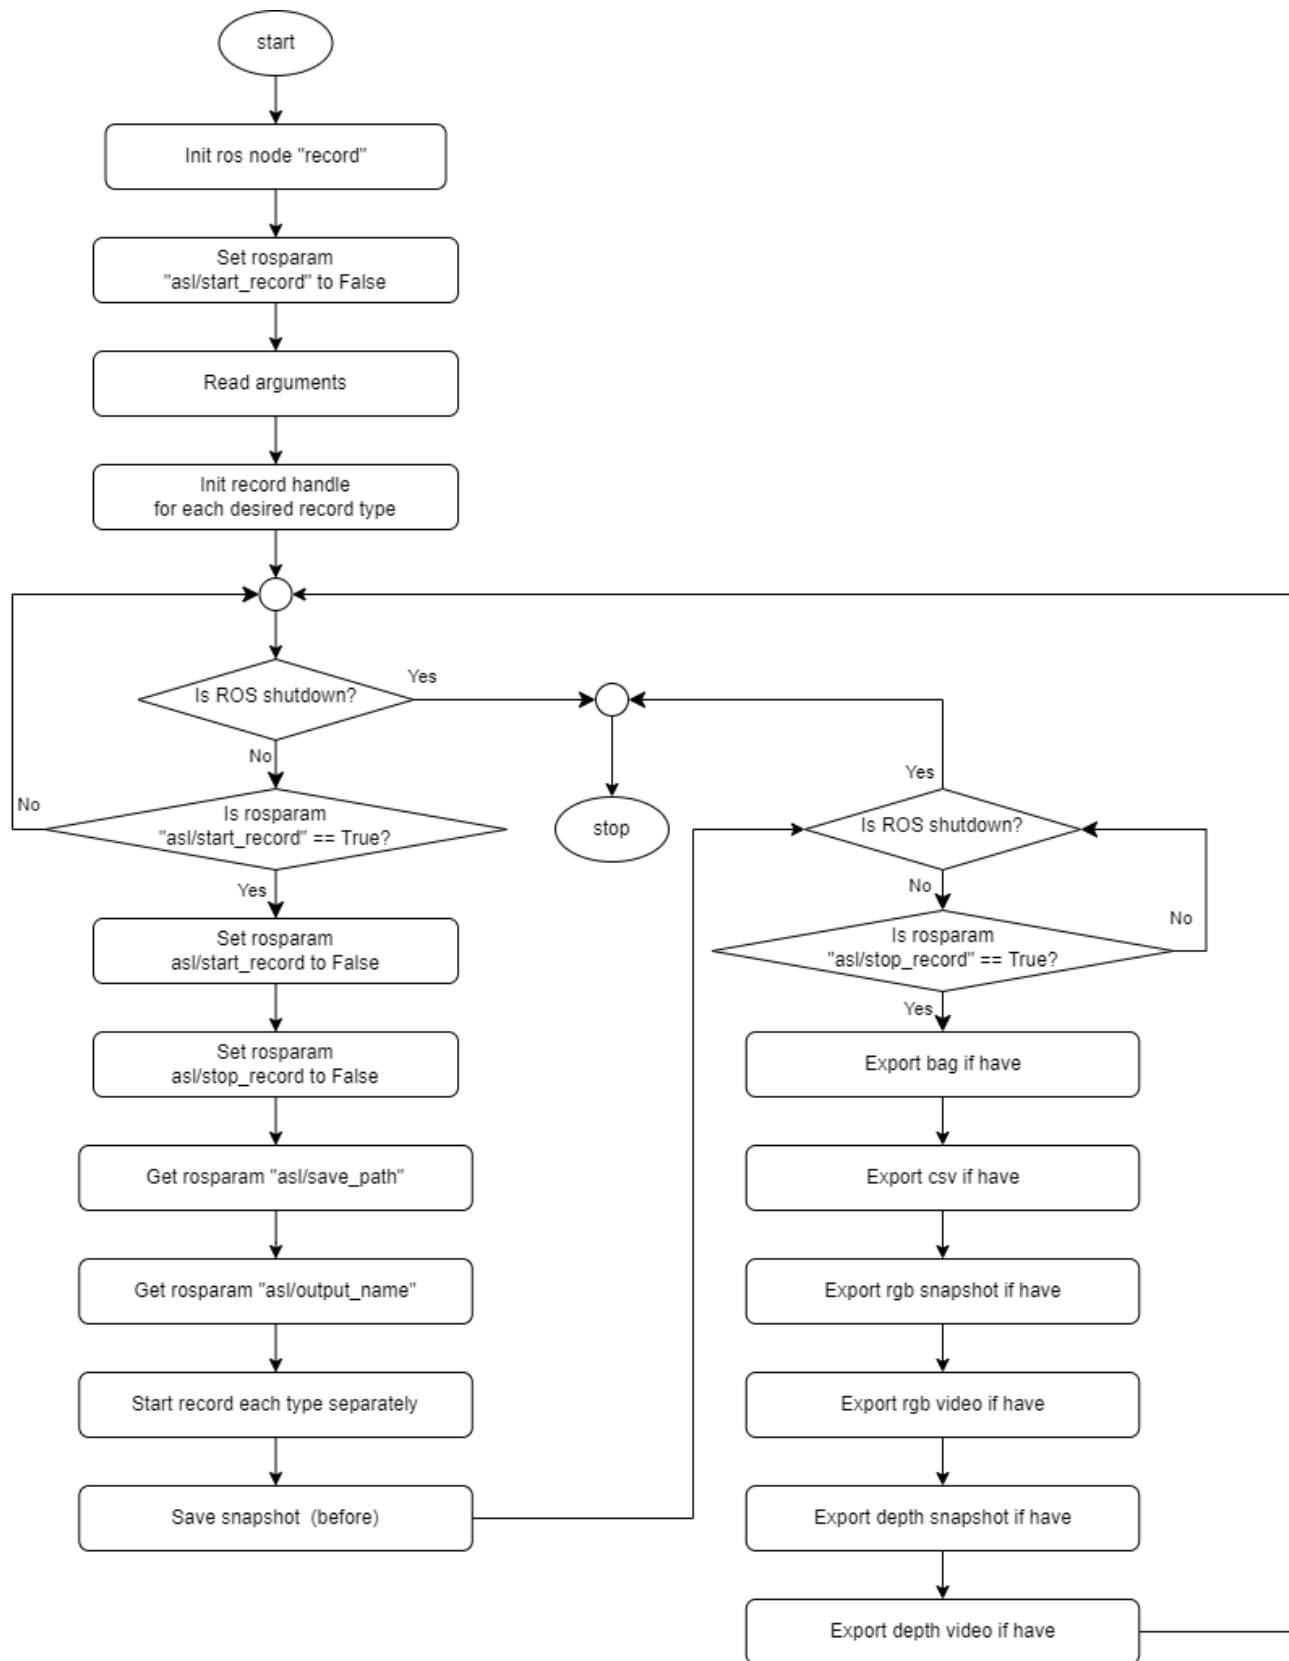 start
Init ros node "record"
Set rosparam
"asl/start_record" to False
Read arguments
Init record handle
for each desired record type
Is ROS shutdown?
Yes
No
Is rosparam
"asl/start_record" == True?
No
Yes
Set rosparam
asl/start_record to False
Set rosparam
asl/stop_record to False
Get rosparam "asl/save_path"
Get rosparam "asl/output_name"
Start record each type separately
Save snapshot  (before)
stop
Yes
Is ROS shutdown?
No
Is rosparam
"asl/stop_record" == True?
No
Yes
Export bag if have
Export csv if have
Export rgb snapshot if have
Export rgb video if have
Export depth snapshot if have
Export depth video if have